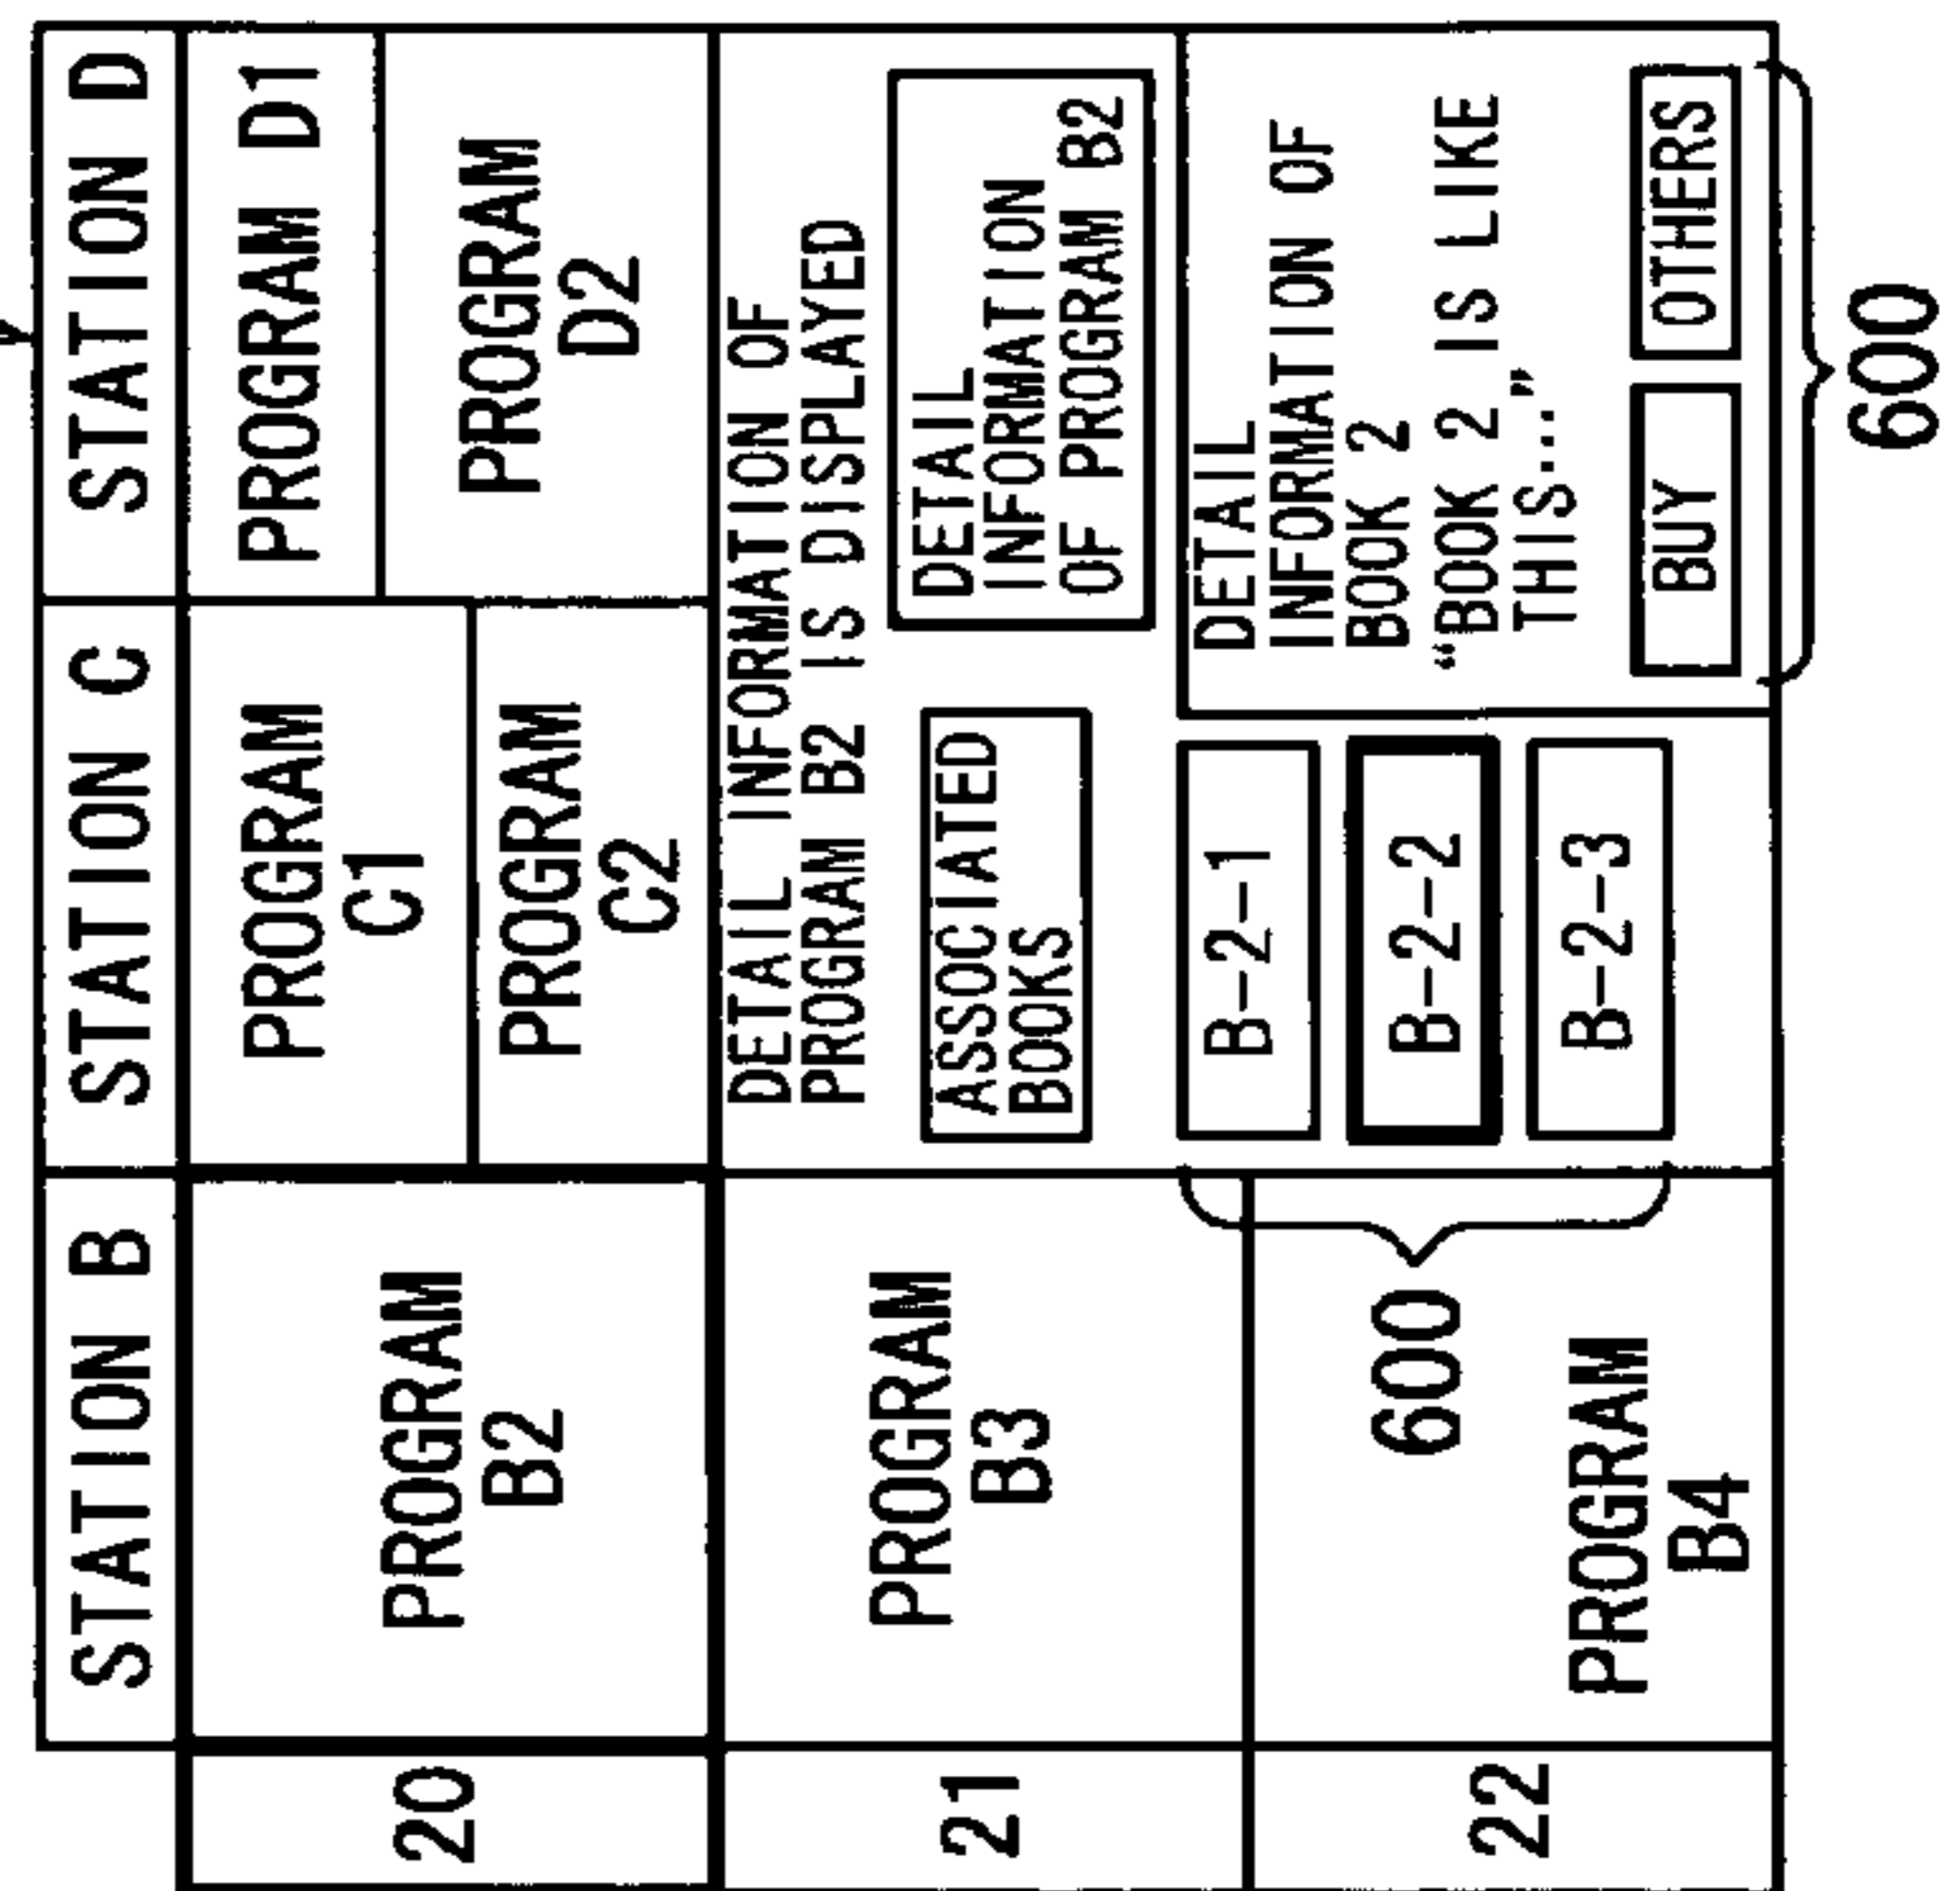 STATION B
STATION C
STATION D
20
PROGRAM
B2
PROGRAM
C1
PROGRAM
C2
PROGRAM D1
PROGRAM
D2
21
PROGRAM
B3
22
600
PROGRAM
B4
DETAIL INFORMATION OF
PROGRAM B2 IS DISPLAYED
ASSOCIATED
BOOKS
DETAIL
INFORMATION
OF PROGRAM B2
B-2-1
B-2-2
B-2-3
DETAIL
INFORMATION OF
BOOK 2
“BOOK 2 IS LIKE
THIS...”
BUY
OTHERS
600